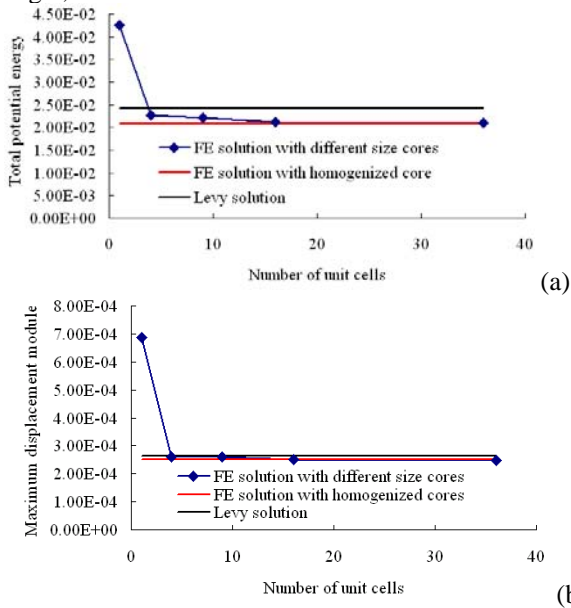 4.50E-02
4.00E-02
3.50E-02
3.00E-02
2.50E-02
2.00E-02
1.50E-02
1.00E-02
5.00E-03
0.00E+00
Total potential energy
FE solution with different size cores
FE solution with homogenized core
Levy solution
0 10 20 30 40
Number of unit cells
(a)
8.00E-04
7.00E-04
6.00E-04
5.00E-04
4.00E-04
3.00E-04
2.00E-04
1.00E-04
0.00E+00
Maximum displacement module
FE solution with different size cores
FE solution with homogenized cores
Levy solution
0 10 20 30 40
Number of unit cells
(b